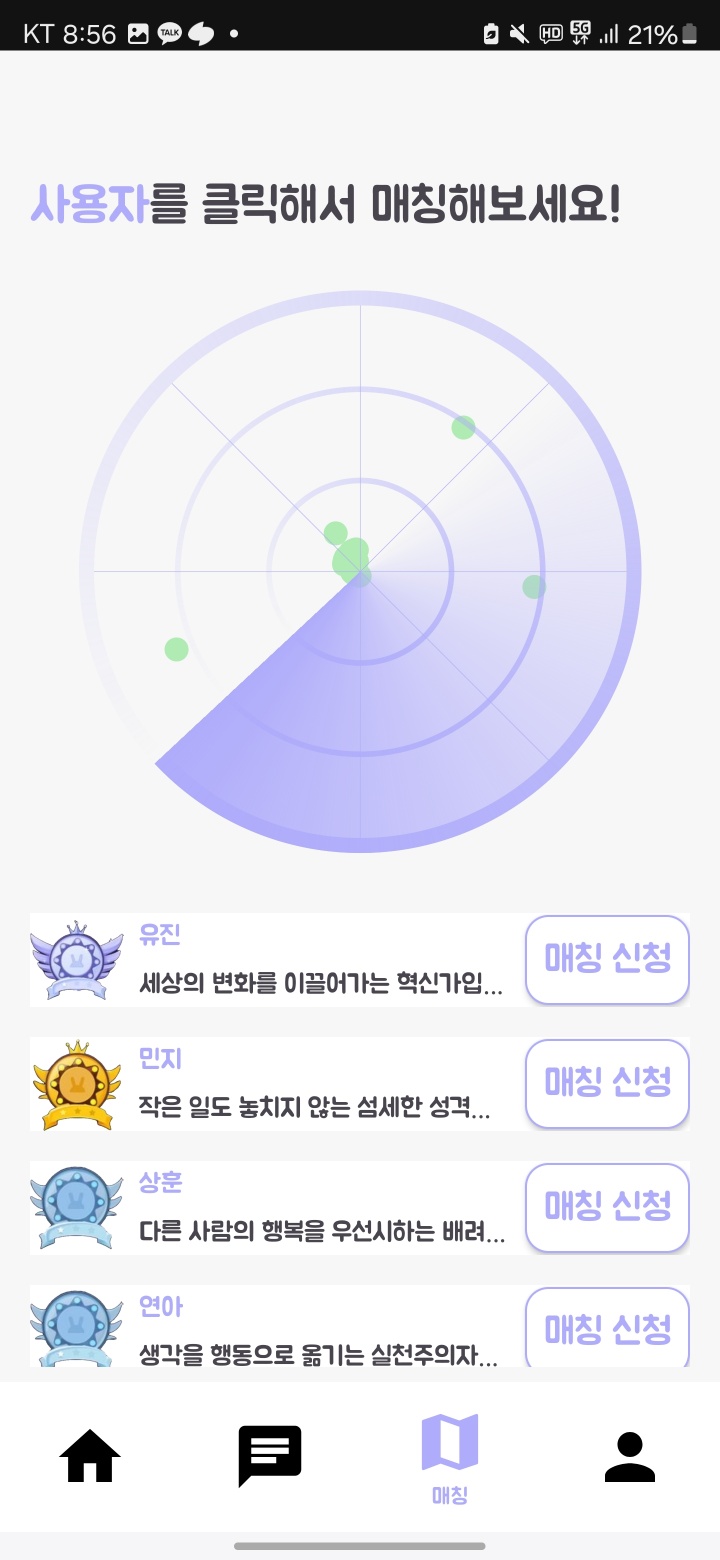 KT 8:56 TALK HD 5G 21%
사용자를 클릭해서 매칭해보세요!
유진
세상의 변화를 이끌어가는 혁신가입...
매칭 신청
민지
작은 일도 놓치지 않는 섬세한 성격...
매칭 신청
상훈
다른 사람의 행복을 우선시하는 배려...
매칭 신청
연아
생각을 행동으로 옮기는 실천주의자...
매칭 신청
매칭